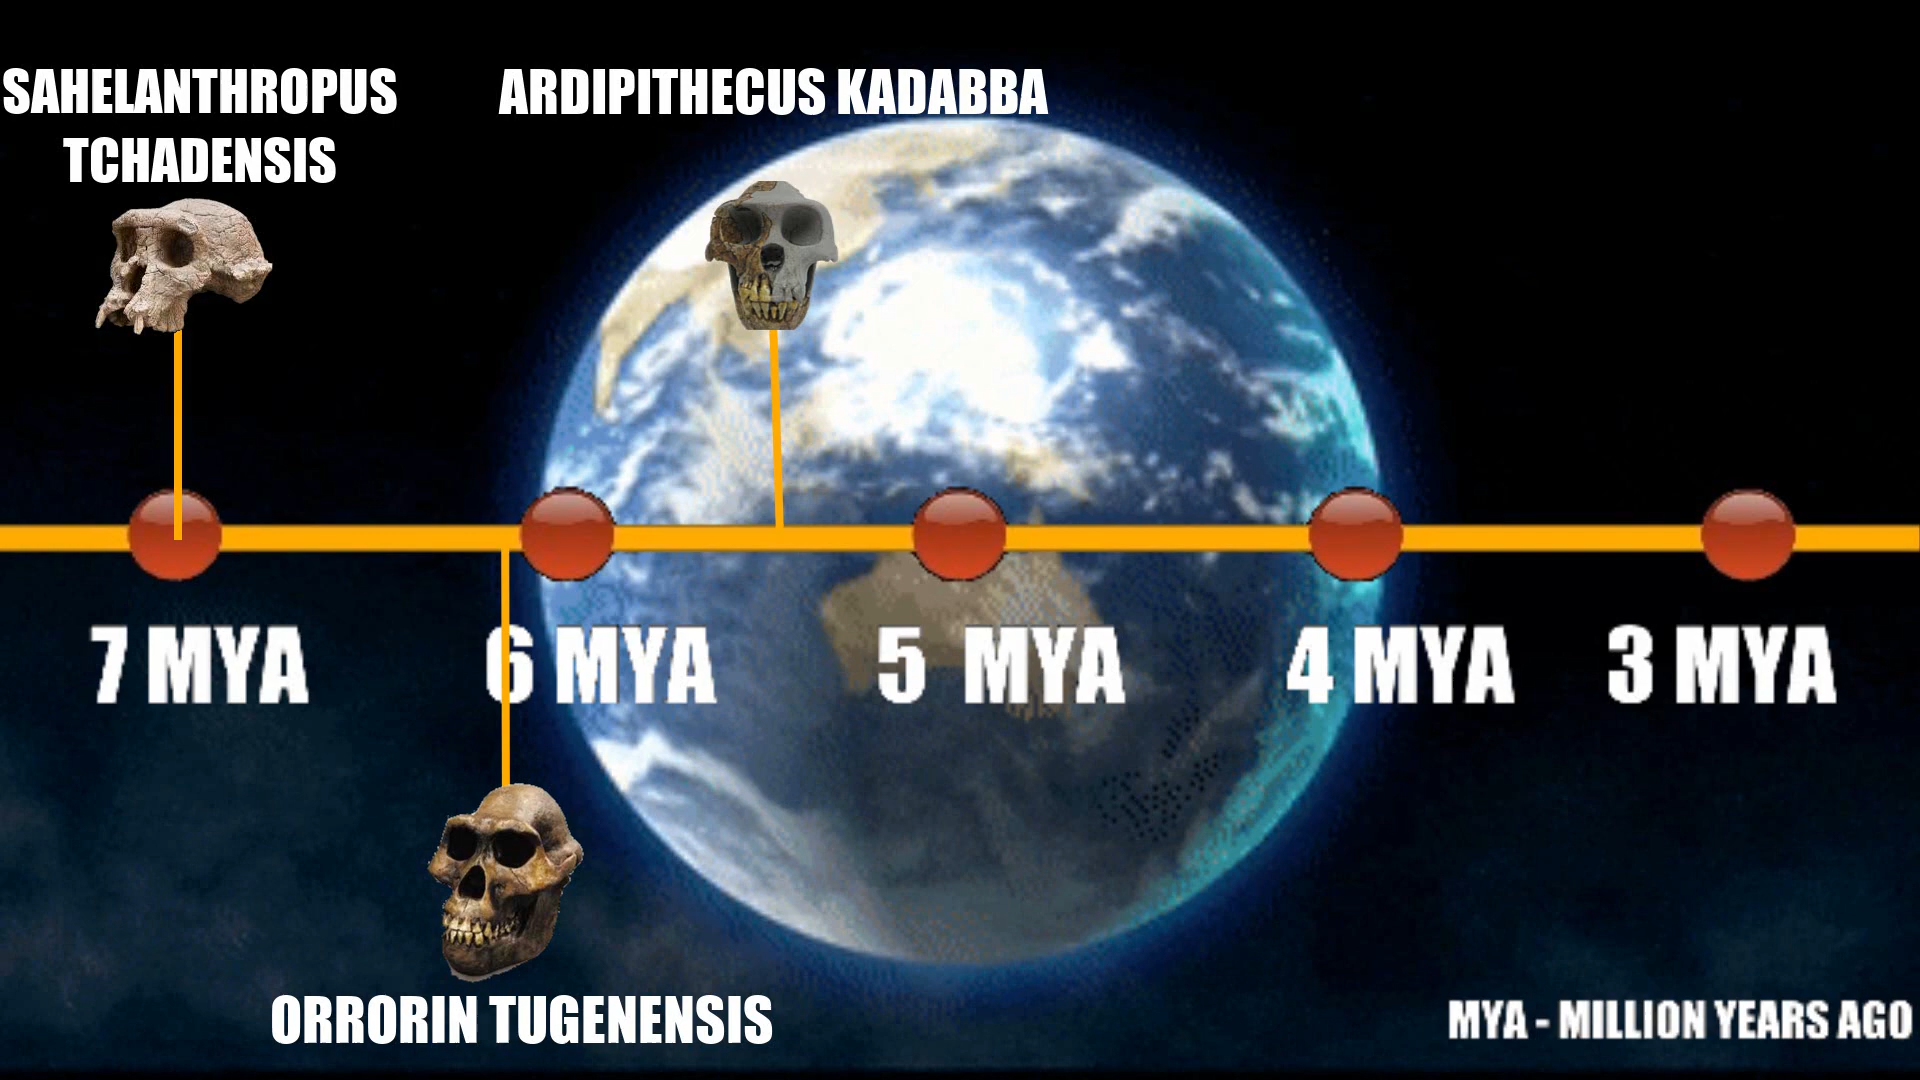 SAHELANTHROPUS
TCHADENSIS
ARDIPITHECUS KADABBA
7 MYA
6 MYA
5 MYA
4 MYA
3 MYA
ORRORIN TUGENENSIS
MYA - MILLION YEARS AGO